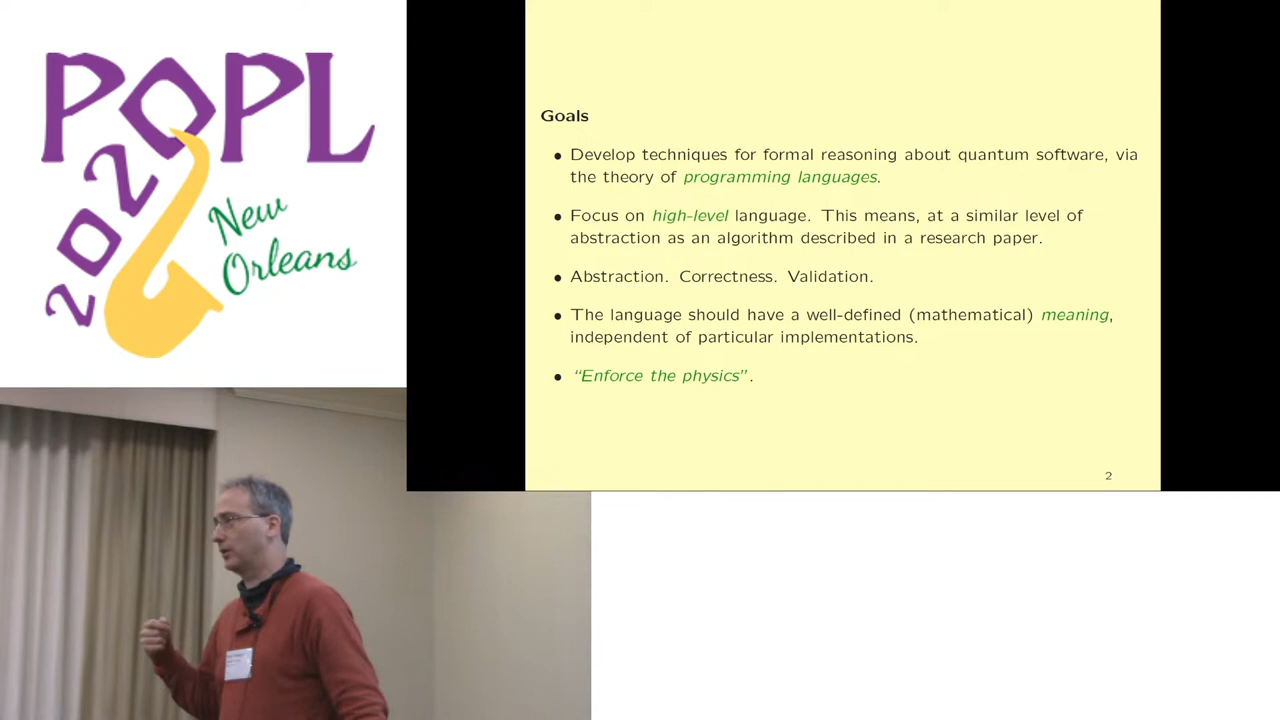 POPL
2020
New
Orleans
Goals
• Develop techniques for formal reasoning about quantum software, via
the theory of programming languages.
• Focus on high-level language. This means, at a similar level of
abstraction as an algorithm described in a research paper.
• Abstraction. Correctness. Validation.
• The language should have a well-defined (mathematical) meaning,
independent of particular implementations.
• “Enforce the physics”.
2